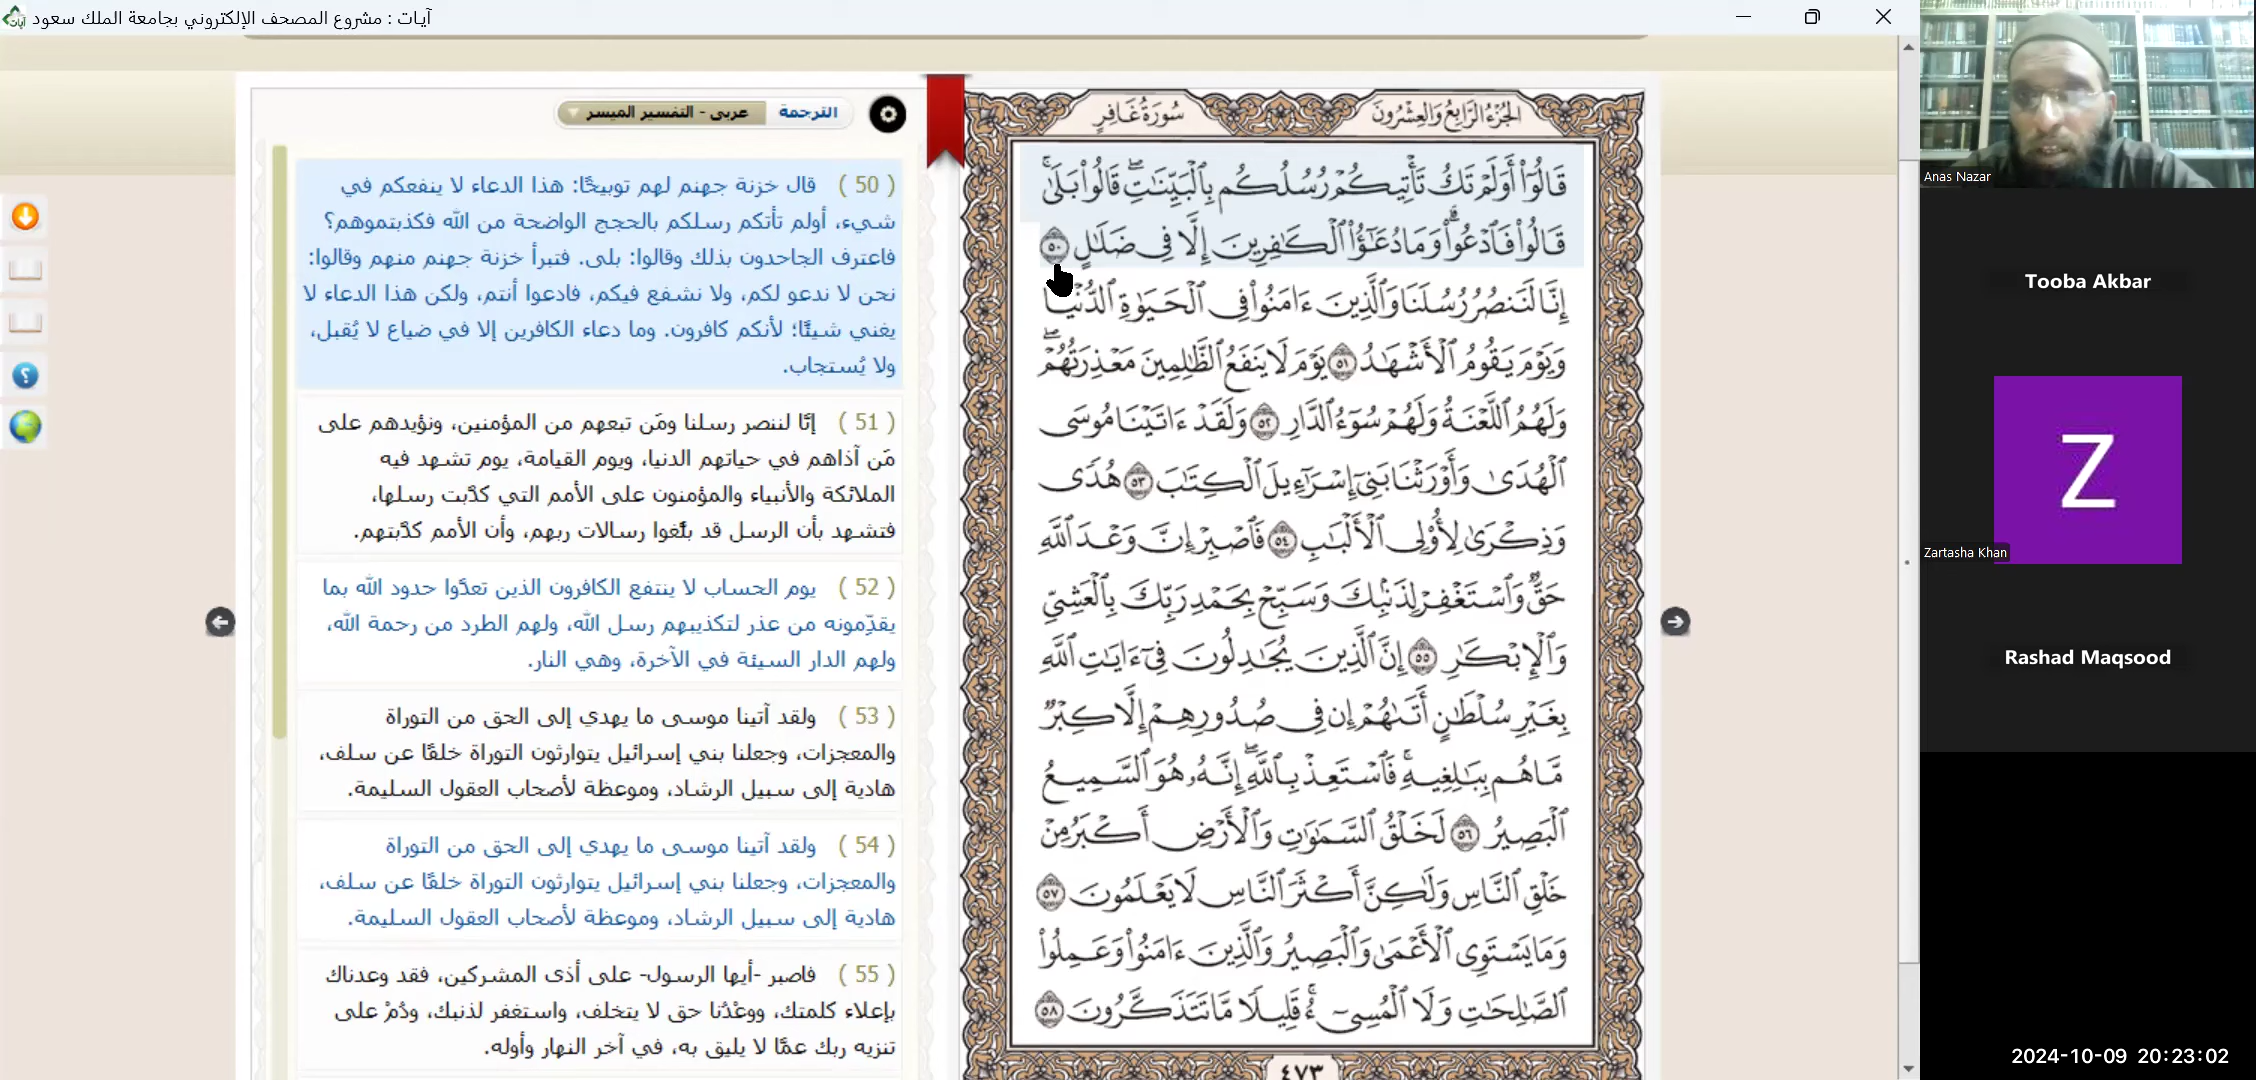 آيـات : مشروع المصحف الإلكتروني بجامعة الملك سعود
الترجمة
عربى - التفسير الميسر
( 50 ) قال خزنة جهنم لهم توبيخًا: هذا الدعاء لا ينفعكم في
شيء، أولم تأتكم رسلكم بالحجج الواضحة من الله فكذبتموهم؟
فاعترف الجاحدون بذلك وقالوا: بلى. فتبرأ خزنة جهنم منهم وقالوا:
نحن لا ندعو لكم، ولا نشفع فيكم، فادعوا أنتم، ولكن هذا الدعاء لا
يغني شيئًا؛ لأنكم كافرون. وما دعاء الكافرين إلا في ضياع لا يُقبل،
ولا يُستجاب.
( 51 ) إنَّا لننصر رسلنا ومَن تبعهم من المؤمنين، ونؤيدهم على
مَن آذاهم في حياتهم الدنيا، ويوم القيامة، يوم تشهد فيه
الملائكة والأنبياء والمؤمنون على الأمم التي كذَّبت رسلها،
فتشهد بأن الرسل قد بلَّغوا رسالات ربهم، وأن الأمم كذَّبتهم.
( 52 ) يوم الحساب لا ينتفع الكافرون الذين تعدَّوا حدود الله بما
يقدِّمونه من عذر لتكذيبهم رسل الله، ولهم الطرد من رحمة الله،
ولهم الدار السيئة في الآخرة، وهي النار.
( 53 ) ولقد آتينا موسى ما يهدي إلى الحق من التوراة
والمعجزات، وجعلنا بني إسرائيل يتوارثون التوراة خلفًا عن سلف،
هادية إلى سبيل الرشاد، وموعظة لأصحاب العقول السليمة.
( 54 ) ولقد آتينا موسى ما يهدي إلى الحق من التوراة
والمعجزات، وجعلنا بني إسرائيل يتوارثون التوراة خلفًا عن سلف،
هادية إلى سبيل الرشاد، وموعظة لأصحاب العقول السليمة.
( 55 ) فاصبر -أيها الرسول- على أذى المشركين، فقد وعدناك
بإعلاء كلمتك، ووعْدُنا حق لا يتخلف، واستغفر لذنبك، ودُمْ على
تنزيه ربك عمَّا لا يليق به، في آخر النهار وأوله.
الجُزْءُ الرَّابِعُ وَالعِشْرُونَ
سُورَةُ غَافِرٍ
قَالُوٓا۟ أَوَلَمْ تَكُ تَأْتِيكُمْ رُسُلُكُم بِٱلْبَيِّنَـٰتِ ۖ قَالُوا۟ بَلَىٰ ۚ
قَالُوا۟ فَٱدْعُوا۟ ۗ وَمَا دُعَـٰٓؤُا۟ ٱلْكَـٰفِرِينَ إِلَّا فِى ضَلَـٰلٍ ٥٠
إِنَّا لَنَنصُرُ رُسُلَنَا وَٱلَّذِينَ ءَامَنُوا۟ فِى ٱلْحَيَوٰةِ ٱلدُّنْيَا
وَيَوْمَ يَقُومُ ٱلْأَشْهَـٰدُ ٥١ يَوْمَ لَا يَنفَعُ ٱلظَّـٰلِمِينَ مَعْذِرَتُهُمْ ۖ
وَلَهُمُ ٱللَّعْنَةُ وَلَهُمْ سُوٓءُ ٱلدَّارِ ٥٢ وَلَقَدْ ءَاتَيْنَا مُوسَى
ٱلْهُدَىٰ وَأَوْرَثْنَا بَنِىٓ إِسْرَٰٓءِيلَ ٱلْكِتَـٰبَ ٥٣ هُدًى
وَذِكْرَىٰ لِأُو۟لِى ٱلْأَلْبَـٰبِ ٥٤ فَٱصْبِرْ إِنَّ وَعْدَ ٱللَّهِ
حَقٌّ وَٱسْتَغْفِرْ لِذَنۢبِكَ وَسَبِّحْ بِحَمْدِ رَبِّكَ بِٱلْعَشِىِّ
وَٱلْإِبْكَـٰرِ ٥٥ إِنَّ ٱلَّذِينَ يُجَـٰدِلُونَ فِىٓ ءَايَـٰتِ ٱللَّهِ
بِغَيْرِ سُلْطَـٰنٍ أَتَىٰهُمْ إِن فِى صُدُورِهِمْ إِلَّا كِبْرٌ
مَّا هُم بِبَـٰلِغِيهِ ۚ فَٱسْتَعِذْ بِٱللَّهِ ۖ إِنَّهُۥ هُوَ ٱلسَّمِيعُ
ٱلْبَصِيرُ ٥٦ لَخَلْقُ ٱلسَّمَـٰوَٰتِ وَٱلْأَرْضِ أَكْبَرُ مِنْ
خَلْقِ ٱلنَّاسِ وَلَـٰكِنَّ أَكْثَرَ ٱلنَّاسِ لَا يَعْلَمُونَ ٥٧
وَمَا يَسْتَوِى ٱلْأَعْمَىٰ وَٱلْبَصِيرُ وَٱلَّذِينَ ءَامَنُوا۟ وَعَمِلُوا۟
ٱلصَّـٰلِحَـٰتِ وَلَا ٱلْمُسِىٓءُ ۚ قَلِيلًا مَّا تَتَذَكَّرُونَ ٥٨
٤٧٣
Anas Nazar
Tooba Akbar
Z
Zartasha Khan
Rashad Maqsood
2024-10-09 20:23:02